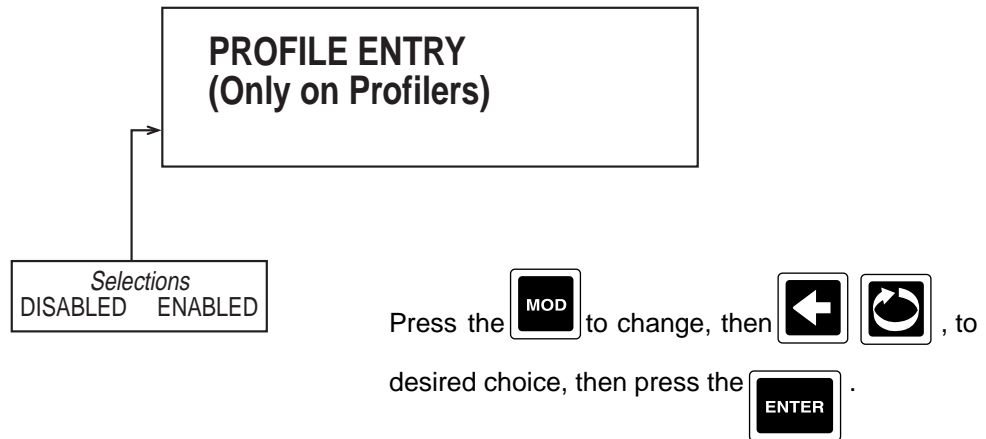 PROFILE ENTRY
(Only on Profilers)
Selections
DISABLED ENABLED
Press the MOD to change, then , to
desired choice, then press the ENTER .